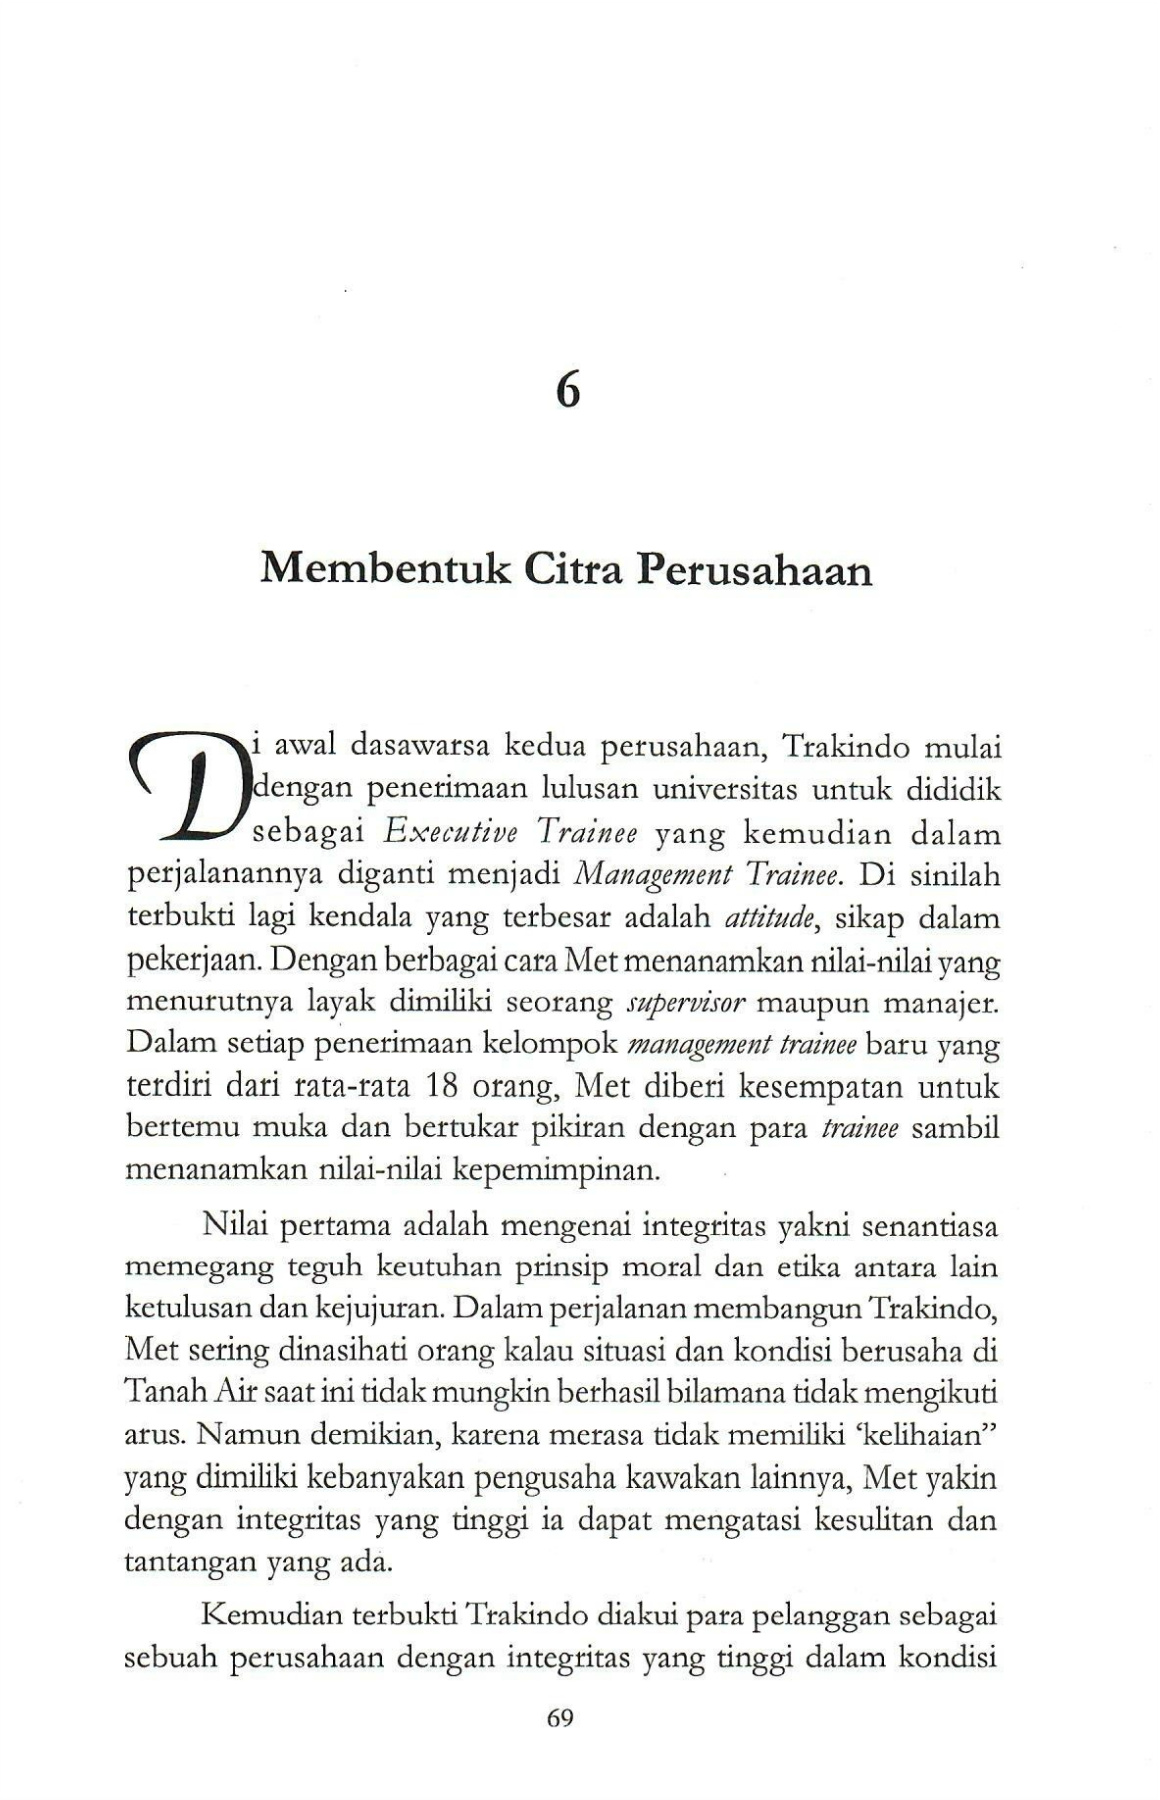 6
Membentuk Citra Perusahaan
Di awal dasawarsa kedua perusahaan, Trakindo mulai
dengan penerimaan lulusan universitas untuk dididik
sebagai Executive Trainee yang kemudian dalam
perjalanannya diganti menjadi Management Trainee. Di sinilah
terbukti lagi kendala yang terbesar adalah attitude, sikap dalam
pekerjaan. Dengan berbagai cara Met menanamkan nilai-nilai yang
menurutnya layak dimiliki seorang supervisor maupun manajer.
Dalam setiap penerimaan kelompok management trainee baru yang
terdiri dari rata-rata 18 orang, Met diberi kesempatan untuk
bertemu muka dan bertukar pikiran dengan para trainee sambil
menanamkan nilai-nilai kepemimpinan.
Nilai pertama adalah mengenai integritas yakni senantiasa
memegang teguh keutuhan prinsip moral dan etika antara lain
ketulusan dan kejujuran. Dalam perjalanan membangun Trakindo,
Met sering dinasihati orang kalau situasi dan kondisi berusaha di
Tanah Air saat ini tidak mungkin berhasil bilamana tidak mengikuti
arus. Namun demikian, karena merasa tidak memiliki ‘kelihaian”
yang dimiliki kebanyakan pengusaha kawakan lainnya, Met yakin
dengan integritas yang tinggi ia dapat mengatasi kesulitan dan
tantangan yang ada.
Kemudian terbukti Trakindo diakui para pelanggan sebagai
sebuah perusahaan dengan integritas yang tinggi dalam kondisi
69